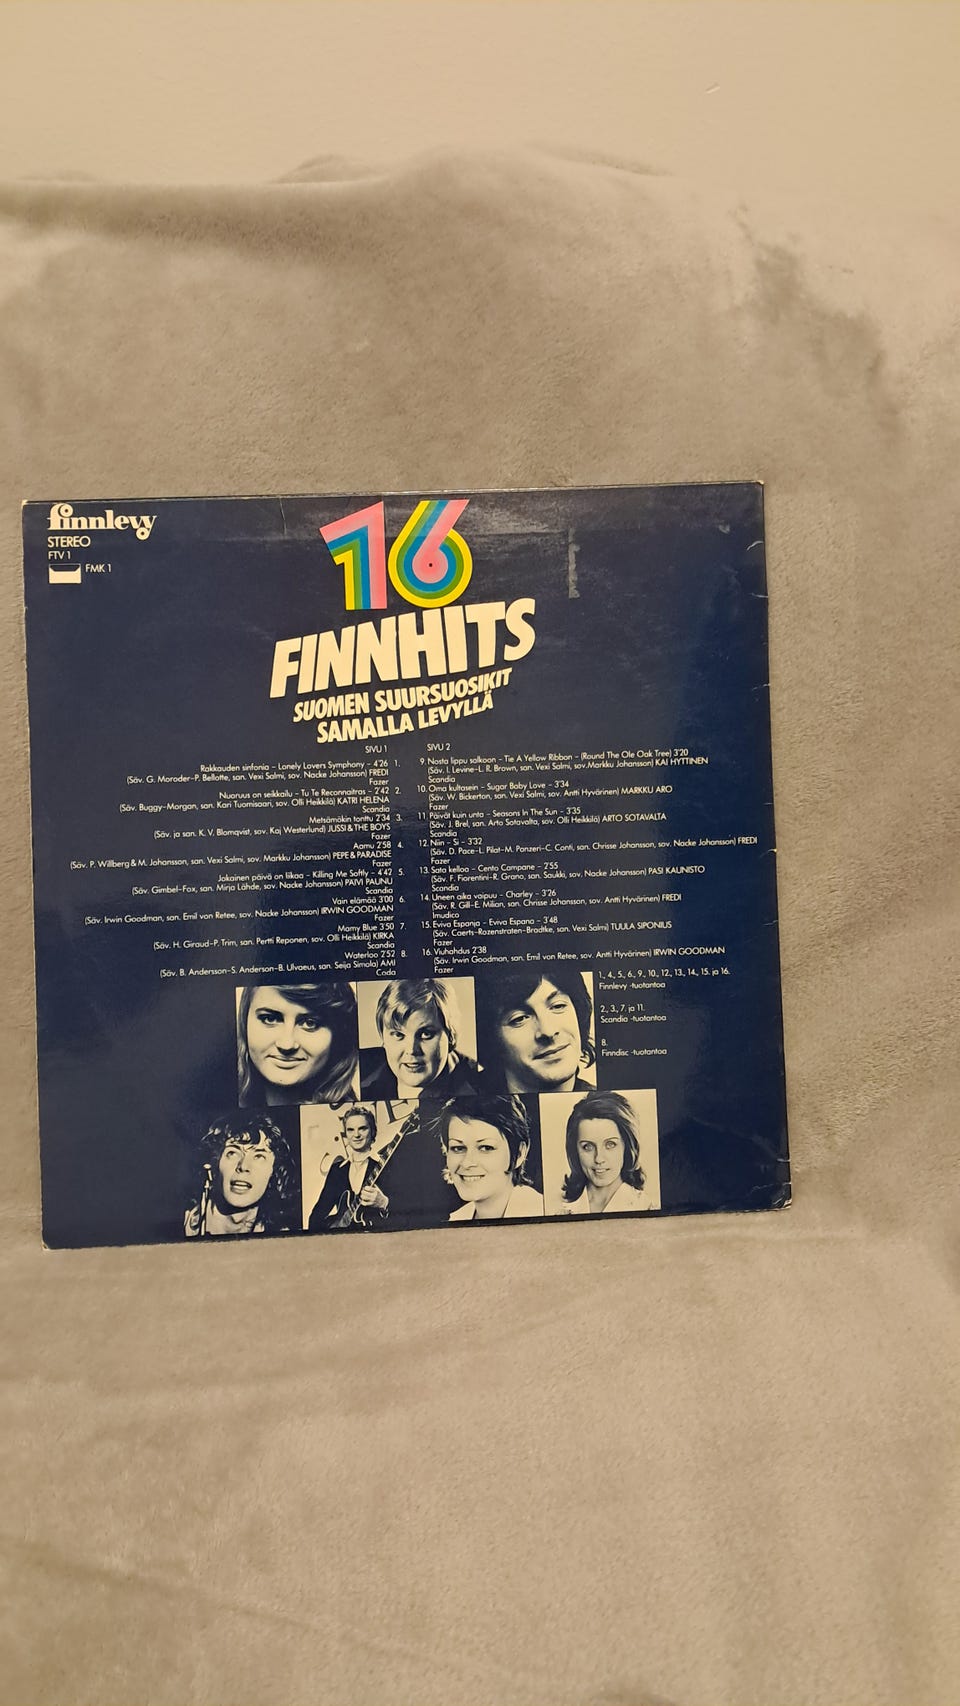 finnlevy
STEREO
FTV 1
FMK 1
16
FINNHITS
SUOMEN SUURSUOSIKIT
SAMALLA LEVYLLÄ
SIVU 1
Rakkauden sinfonia – Lonely Lovers Symphony – 4'26 1.
(Säv. G. Moroder–P. Bellotte, san. Vexi Salmi, sov. Nacke Johansson) FREDI
Fazer
Nuoruus on seikkailu – Tu Te Reconnaitras – 2'42 2.
(Säv. Buggy–Morgan, san. Kari Tuomisaari, sov. Olli Heikkilä) KATRI HELENA
Scandia
Metsämökin tonttu 2'34 3.
(Säv. ja san. K. V. Blomqvist, sov. Kaj Westerlund) JUSSI & THE BOYS
Fazer
Aamu 2'58 4.
(Säv. P. Willberg & M. Johansson, san. Vexi Salmi, sov. Markku Johansson) PEPE & PARADISE
Fazer
Jokainen päivä on liikaa – Killing Me Softly – 4'42 5.
(Säv. Gimbel–Fox, san. Mirja Lähde, sov. Nacke Johansson) PÄIVI PAUNU
Scandia
Vain elämää 3'00 6.
(Säv. Irwin Goodman, san. Emil von Retee, sov. Nacke Johansson) IRWIN GOODMAN
Fazer
Mamy Blue 3'50 7.
(Säv. H. Giraud–P. Trim, san. Pertti Reponen, sov. Olli Heikkilä) KIRKA
Scandia
Waterloo 2'52 8.
(Säv. B. Andersson–S. Anderson–B. Ulvaeus, san. Seija Simola) AMI
Coda
SIVU 2
9. Nosta lippu salkoon – Tie A Yellow Ribbon – (Round The Ole Oak Tree) 3'20
(Säv. I. Levine–L. R. Brown, san. Vexi Salmi, sov. Markku Johansson) KAI HYTTINEN
Scandia
10. Oma kultasein – Sugar Baby Love – 3'34
(Säv. W. Bickerton, san. Vexi Salmi, sov. Antti Hyvärinen) MARKKU ARO
Fazer
11. Päivät kuin unta – Seasons In The Sun – 3'35
(Säv. J. Brel, san. Arto Sotavalta, sov. Olli Heikkilä) ARTO SOTAVALTA
Scandia
12. Niin – Si – 3'32
(Säv. D. Pace–L. Pilat–M. Panzeri–C. Conti, san. Chrisse Johansson, sov. Nacke Johansson) FREDI
Fazer
13. Sata kelloa – Cento Campane – 2'55
(Säv. F. Fiorentini–R. Grano, san. Saukki, sov. Nacke Johansson) PASI KAUNISTO
Scandia
14. Uneen aika vaipuu – Charley – 3'26
(Säv. R. Gill–E. Milian, san. Chrisse Johansson, sov. Antti Hyvärinen) FREDI
Imudico
15. Eviva Espanja – Eviva Espana – 3'48
(Säv. Caerts–Rozenstraten–Bradtke, san. Vexi Salmi) TUULA SIPONIUS
Fazer
16. Viuhahdus 2'38
(Säv. Irwin Goodman, san. Emil von Retee, sov. Antti Hyvärinen) IRWIN GOODMAN
Fazer
1., 4., 5., 6., 9., 10., 12., 13., 14., 15. ja 16.
Finnlevy -tuotantoa
2., 3., 7. ja 11.
Scandia -tuotantoa
8.
Finndisc -tuotantoa